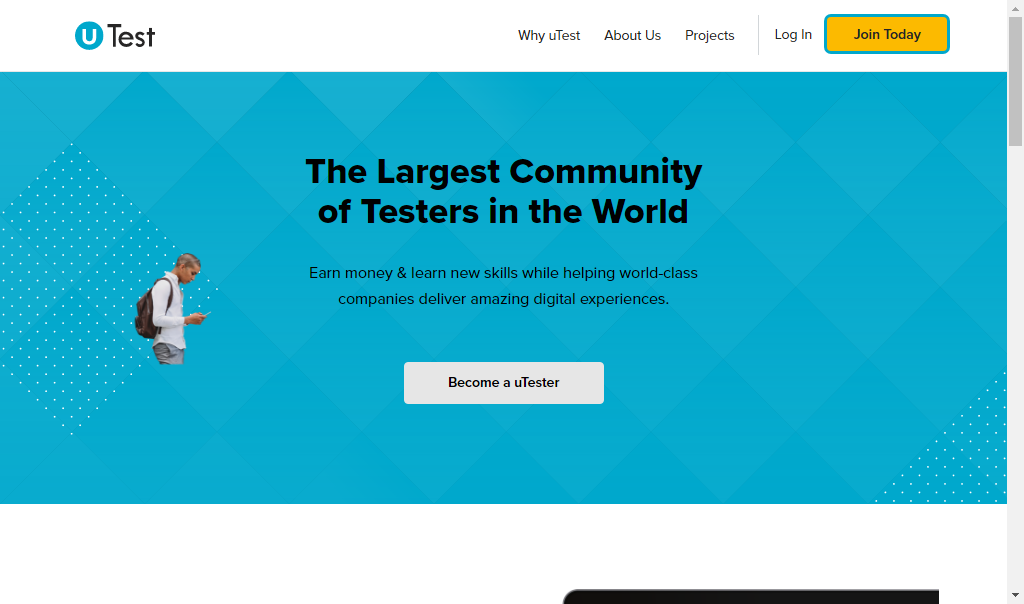 uTest
Why uTest
About Us
Projects
Log In
Join Today
The Largest Community
of Testers in the World
Earn money & learn new skills while helping world-class
companies deliver amazing digital experiences.
Become a uTester